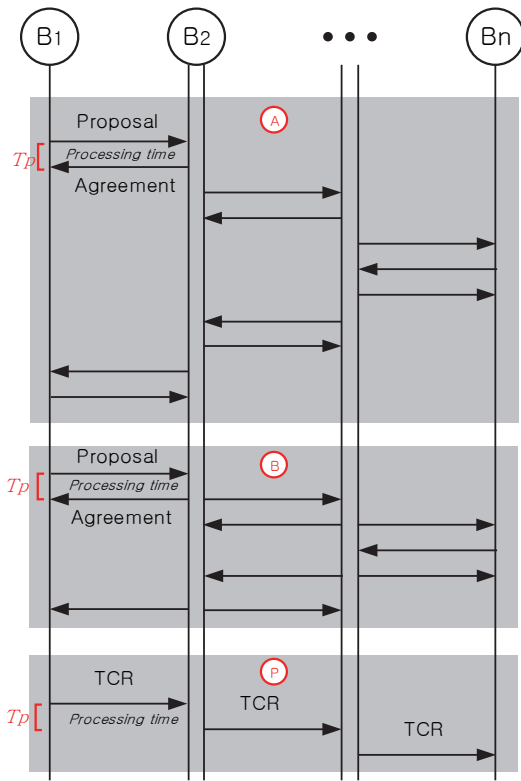 B1
B2
• • •
Bn
A
Proposal
Tp
Processing time
Agreement
B
Proposal
Tp
Processing time
Agreement
P
TCR
Tp
Processing time
TCR
TCR